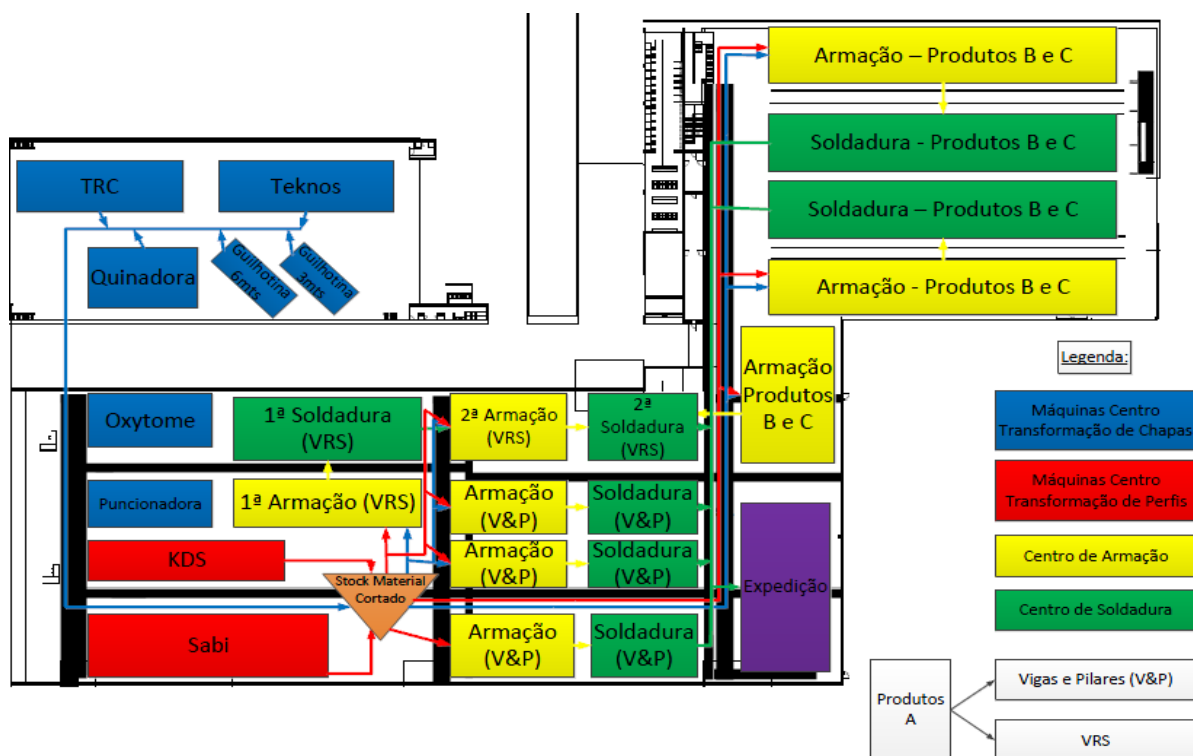 Armação – Produtos B e C
Soldadura - Produtos B e C
Soldadura – Produtos B e C
Armação - Produtos B e C
TRC
Teknos
Quinadora
Guilhotina
6mts
Guilhotina
3mts
Armação
Produtos
B e C
Legenda:
Oxytome
1ª Soldadura
(VRS)
2ª Armação
(VRS)
2ª
Soldadura
(VRS)
Puncionadora
1ª Armação (VRS)
Armação
(V&P)
Soldadura
(V&P)
KDS
Armação
(V&P)
Soldadura
(V&P)
Stock Material
Cortado
Expedição
Sabi
Armação
(V&P)
Soldadura
(V&P)
Máquinas Centro
Transformação de Chapas
Máquinas Centro
Transformação de Perfis
Centro de Armação
Centro de Soldadura
Produtos
A
Vigas e Pilares (V&P)
VRS